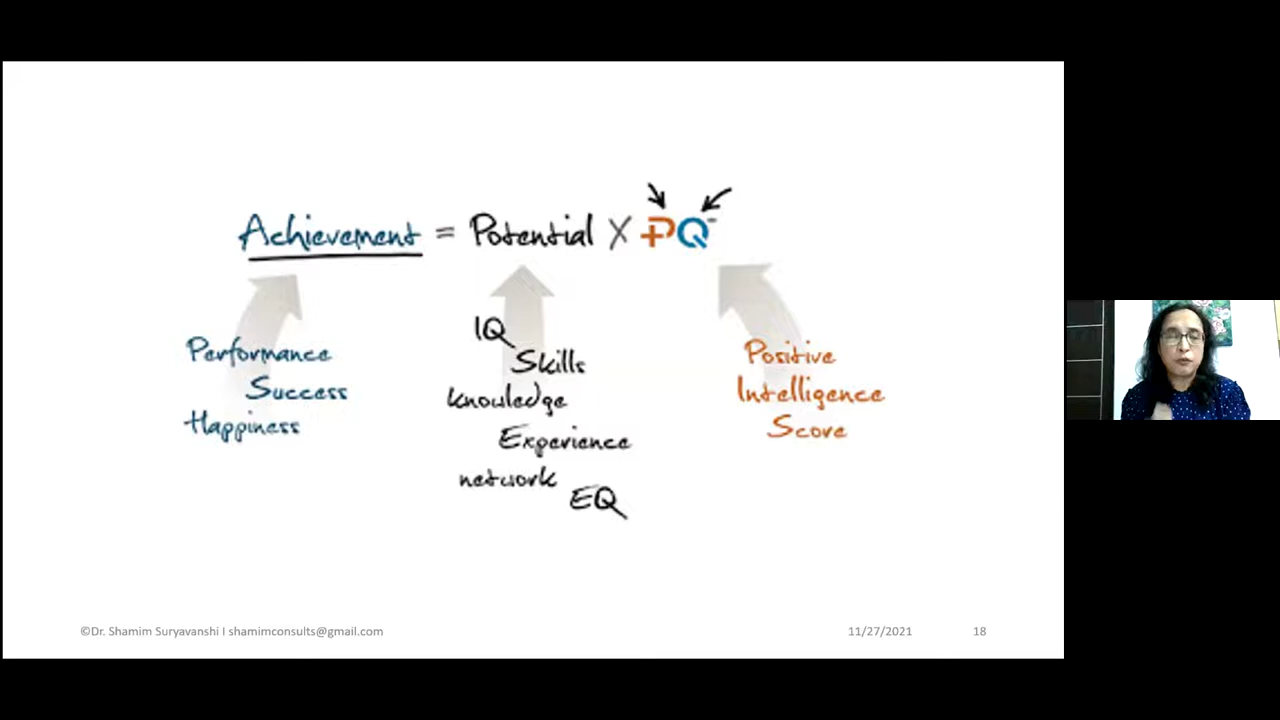 Achievement = Potential X +PQ-
Performance
Success
Happiness
IQ
Skills
knowledge
Experience
network
EQ
Positive
Intelligence
Score
©Dr. Shamim Suryavanshi I shamimconsults@gmail.com
11/27/2021
18